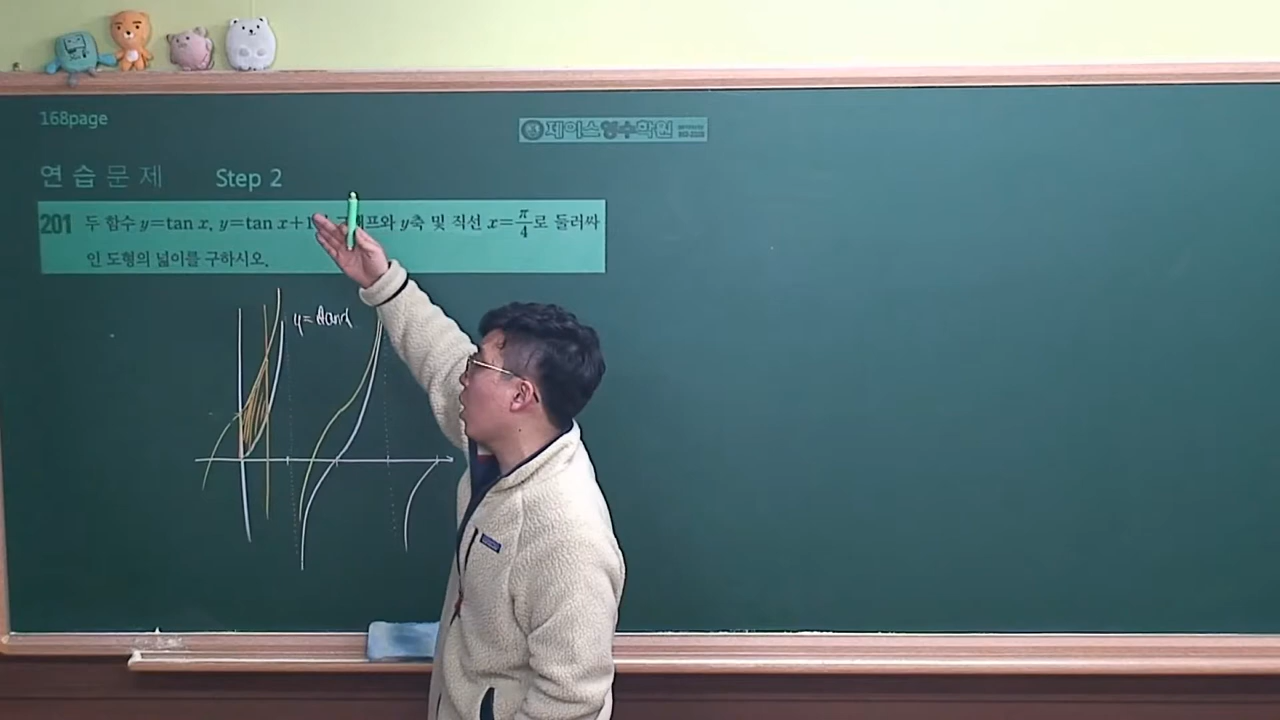 168page
제이스영수학원
연습문제 Step 2
201 두 함수 y=tan x, y=tan x+1 그래프와 y축 및 직선 x=π/4로 둘러싸
인 도형의 넓이를 구하시오.
y=tanx